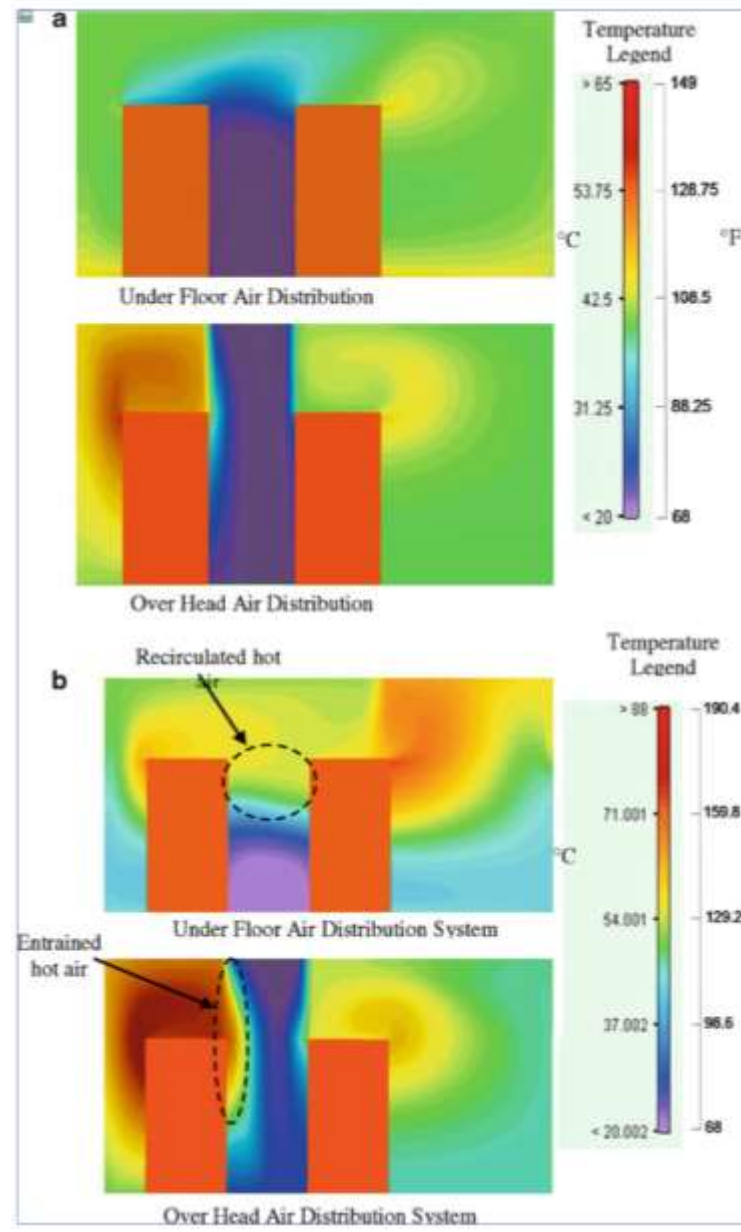 a
Temperature
Legend
> 65
149
53.75
128.75
°C
°F
42.5
108.5
31.25
88.25
< 20
68
Under Floor Air Distribution
Over Head Air Distribution
b
Recirculated hot
air
Temperature
Legend
> 88
190.4
71.001
159.8
°C
54.001
129.2
37.002
96.5
< 20.002
68
Under Floor Air Distribution System
Entrained
hot air
Over Head Air Distribution System